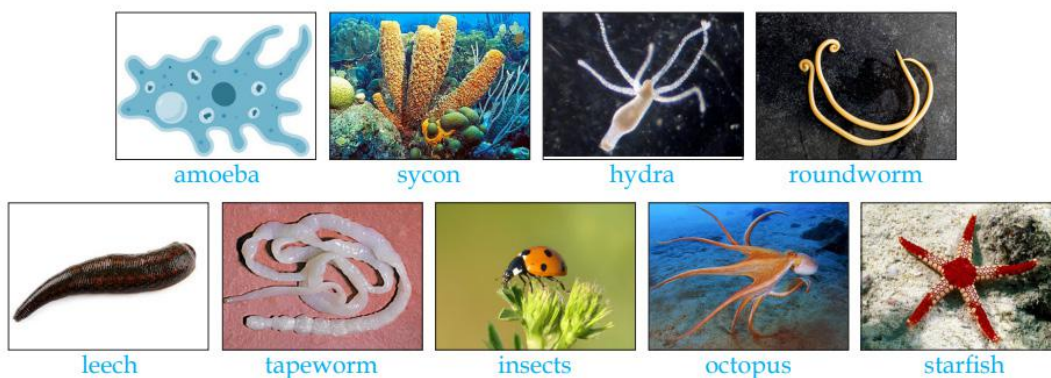 amoeba
sycon
hydra
roundworm
leech
tapeworm
insects
octopus
starfish